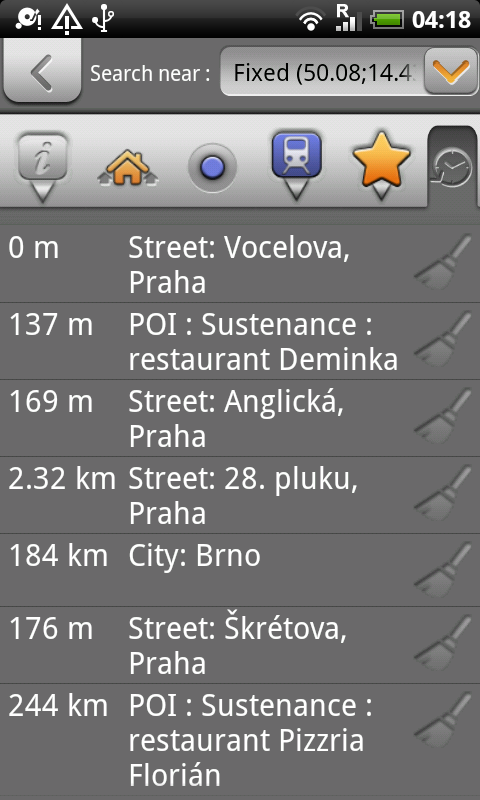 R
04:18
Search near :
Fixed (50.08;14.4
0 m
Street: Vocelova,
Praha
137 m
POI : Sustenance :
restaurant Deminka
169 m
Street: Anglická,
Praha
2.32 km
Street: 28. pluku,
Praha
184 km
City: Brno
176 m
Street: Škrétova,
Praha
244 km
POI : Sustenance :
restaurant Pizzria
Florián